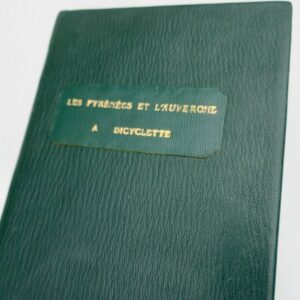 LES PYRÉNÉES ET L'AUVERGNE
A BICYCLETTE